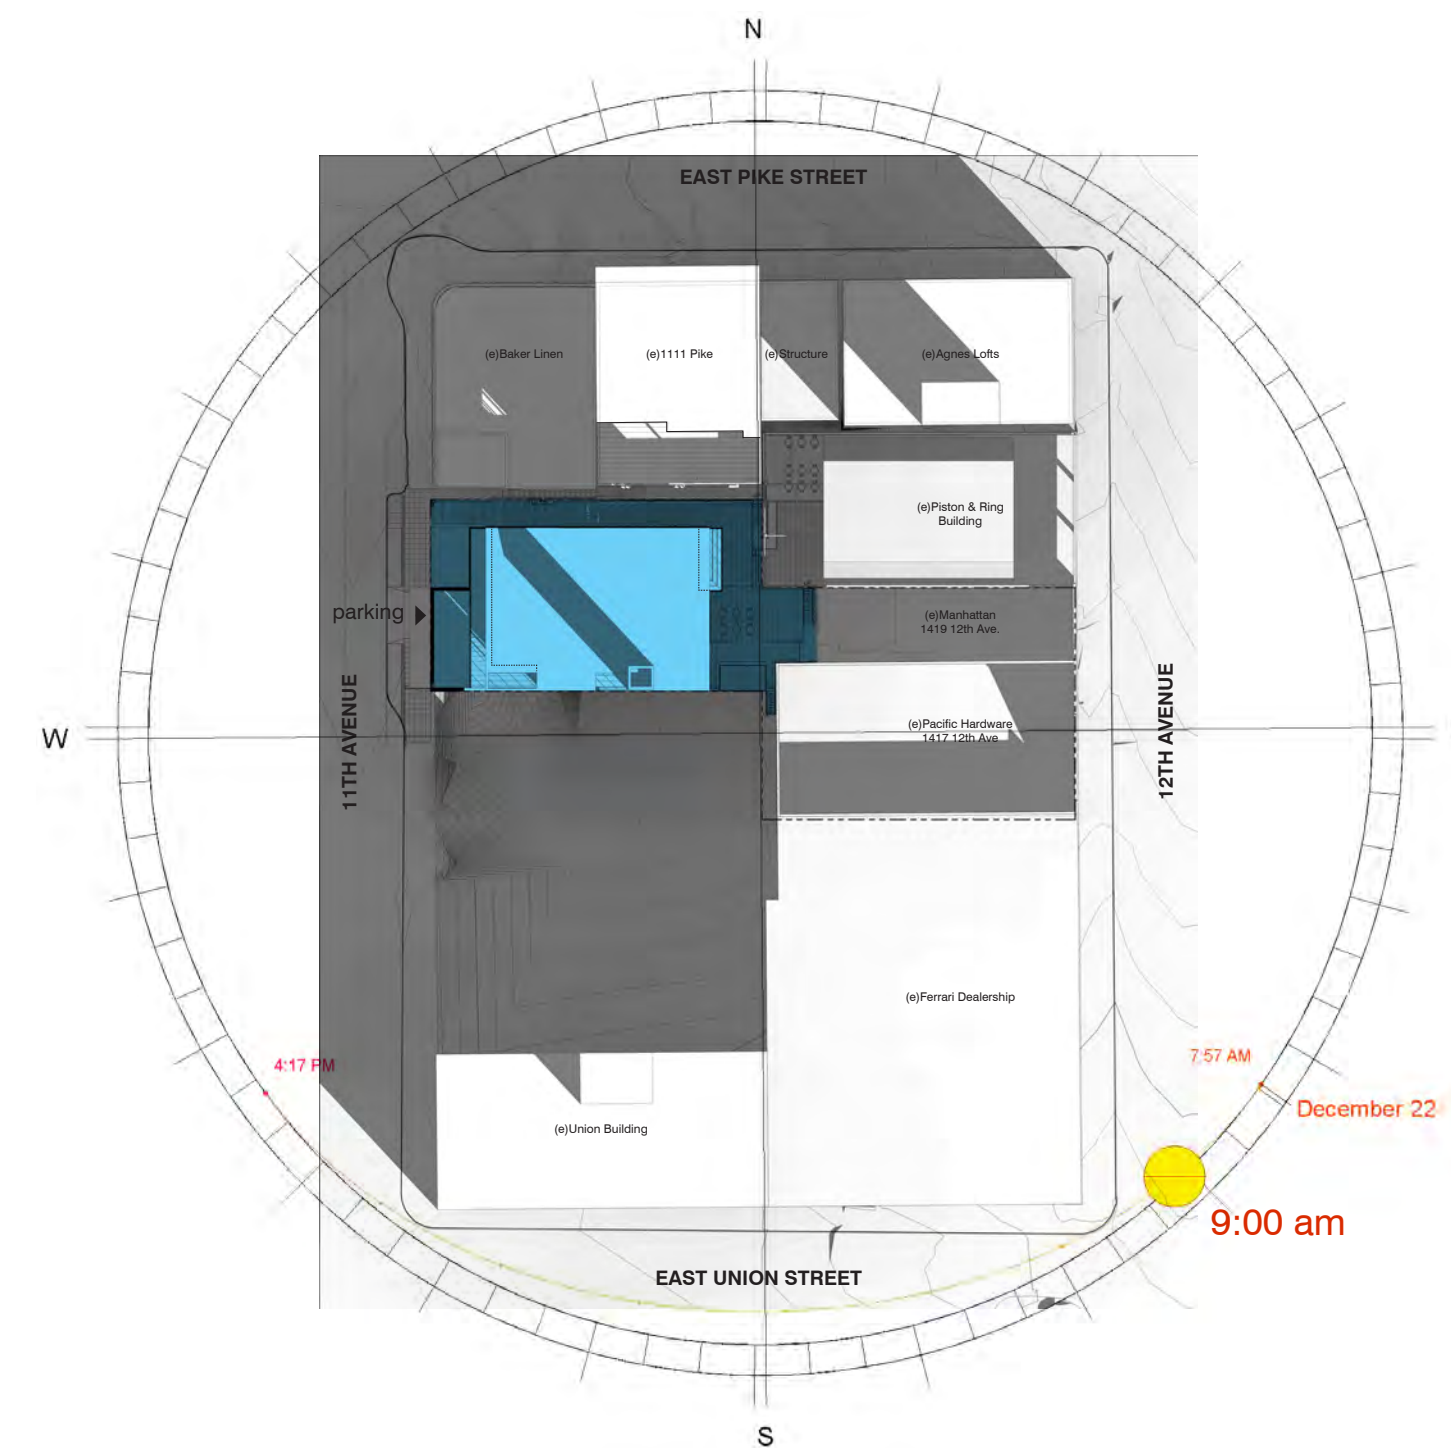 N
EAST PIKE STREET
(e)Baker Linen
(e)1111 Pike
(e)Structure
(e)Agnes Lofts
(e)Piston & Ring
Building
parking
(e)Manhattan
1419 12th Ave.
11TH AVENUE
12TH AVENUE
W
(e)Pacific Hardware
1417 12th Ave
(e)Ferrari Dealership
4:17 PM
7:57 AM
December 22
(e)Union Building
9:00 am
EAST UNION STREET
S